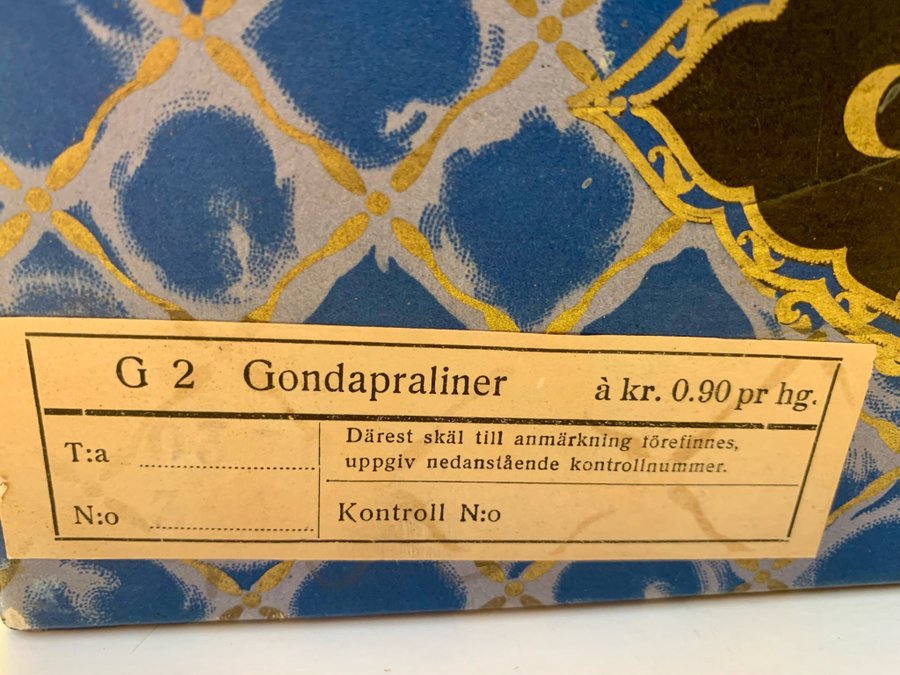 G 2 Gondapraliner à kr. 0.90 pr hg.
T:a
N:o
Därest skäl till anmärkning förefinnes,
uppgiv nedanstående kontrollnummer.
Kontroll N:o